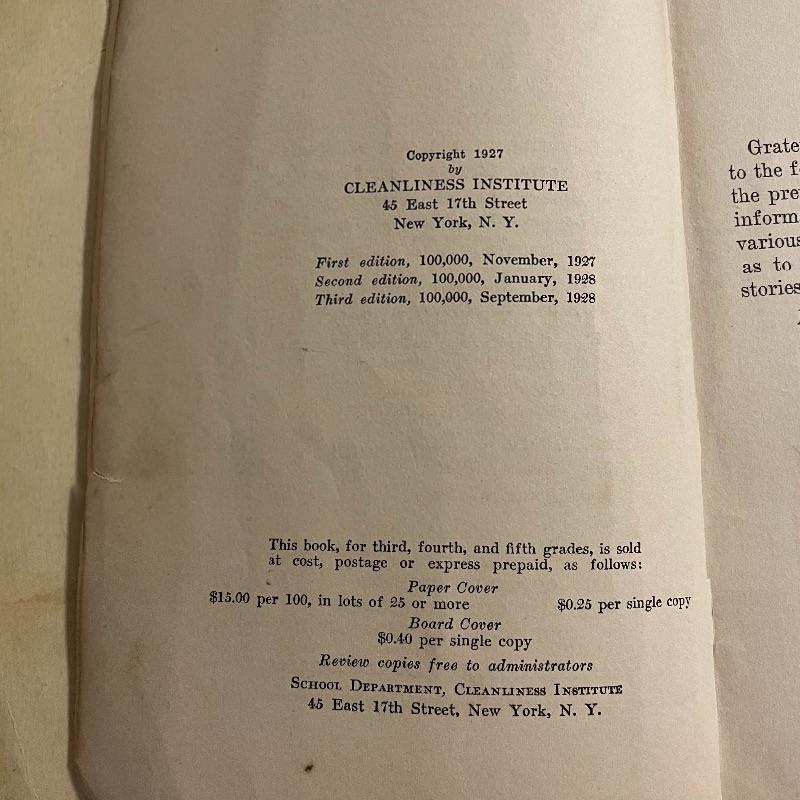 Copyright 1927
by
CLEANLINESS INSTITUTE
45 East 17th Street
New York, N. Y.
First edition, 100,000, November, 1927
Second edition, 100,000, January, 1928
Third edition, 100,000, September, 1928
This book, for third, fourth, and fifth grades, is sold
at cost, postage or express prepaid, as follows:
Paper Cover
$15.00 per 100, in lots of 25 or more $0.25 per single copy
Board Cover
$0.40 per single copy
Review copies free to administrators
SCHOOL DEPARTMENT, CLEANLINESS INSTITUTE
45 East 17th Street, New York, N. Y.
Grate
to the f
the pre
inform
various
as to
stories